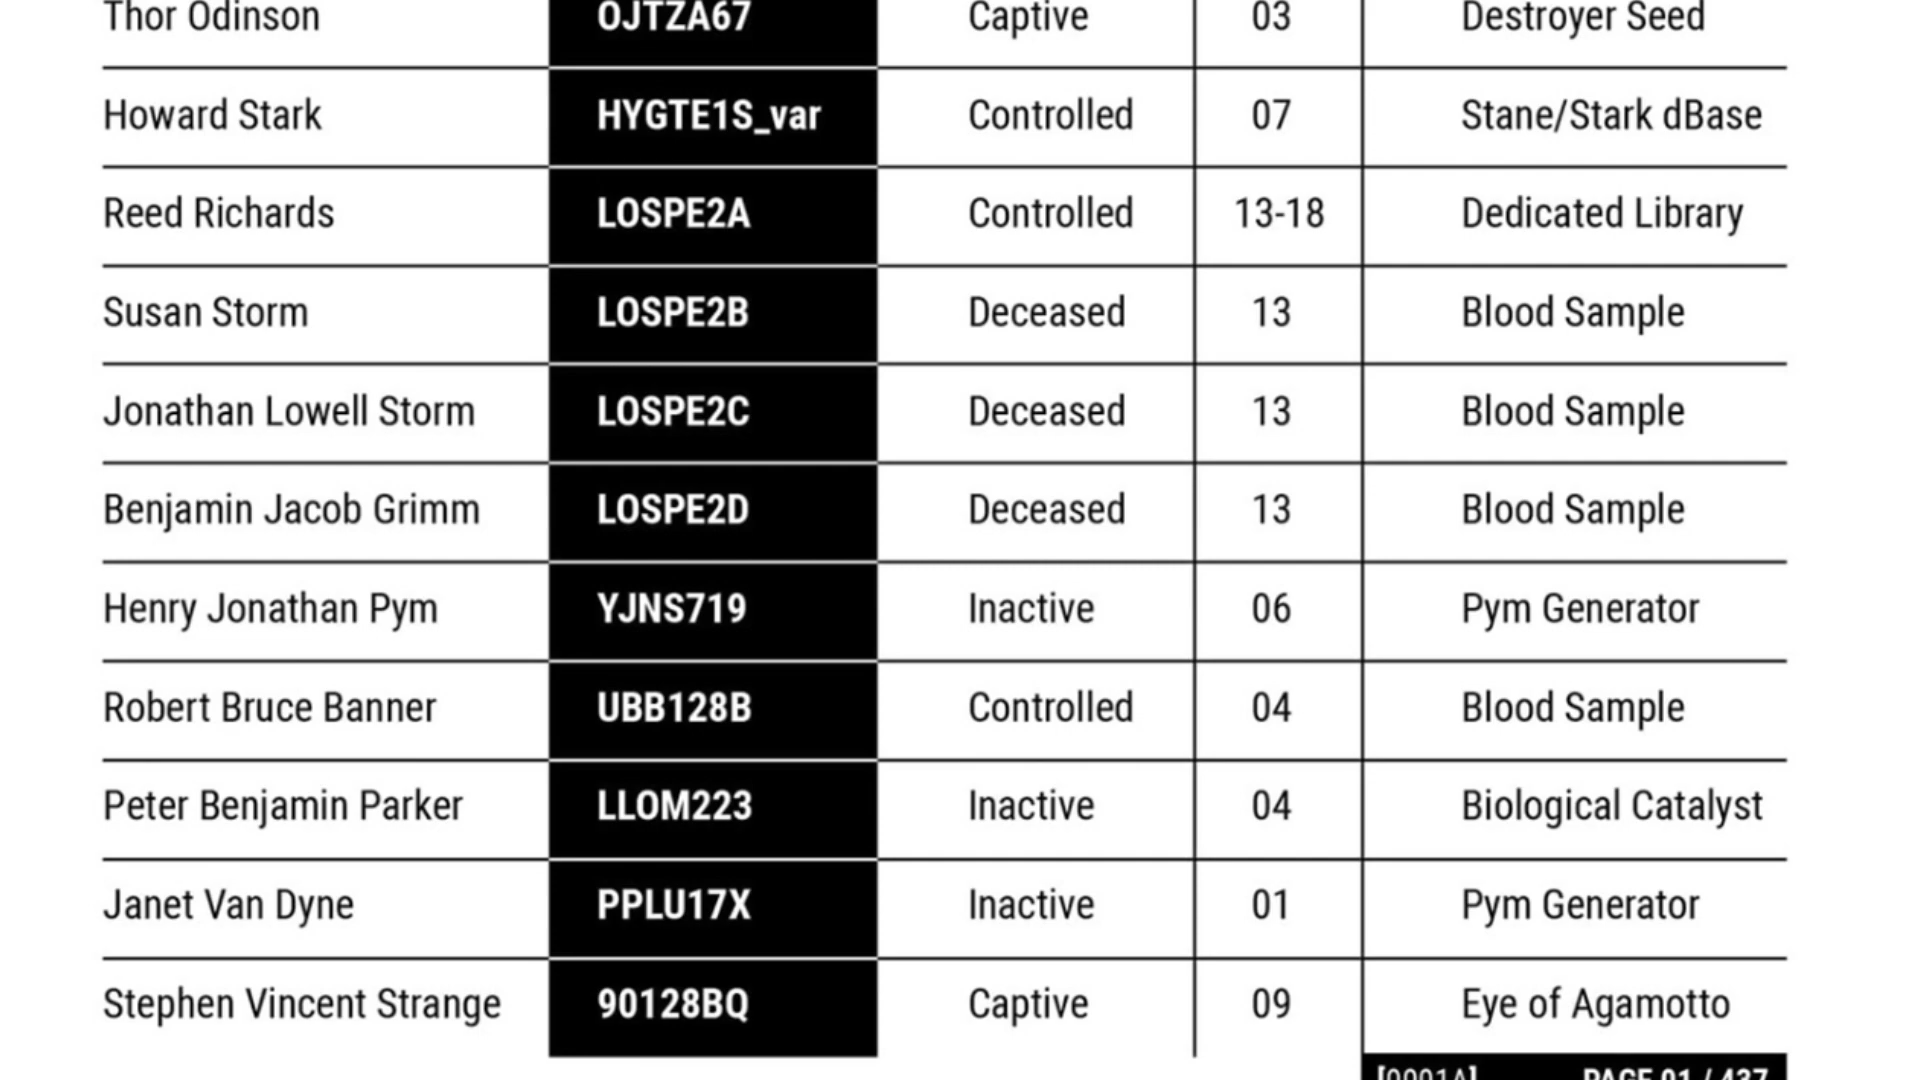 Thor Odinson OJTZA67 Captive 03 Destroyer Seed
Howard Stark HYGTE1S_var Controlled 07 Stane/Stark dBase
Reed Richards LOSPE2A Controlled 13-18 Dedicated Library
Susan Storm LOSPE2B Deceased 13 Blood Sample
Jonathan Lowell Storm LOSPE2C Deceased 13 Blood Sample
Benjamin Jacob Grimm LOSPE2D Deceased 13 Blood Sample
Henry Jonathan Pym YJNS719 Inactive 06 Pym Generator
Robert Bruce Banner UBB128B Controlled 04 Blood Sample
Peter Benjamin Parker LLOM223 Inactive 04 Biological Catalyst
Janet Van Dyne PPLU17X Inactive 01 Pym Generator
Stephen Vincent Strange 90128BQ Captive 09 Eye of Agamotto
[0001A] PAGE 01 / 437